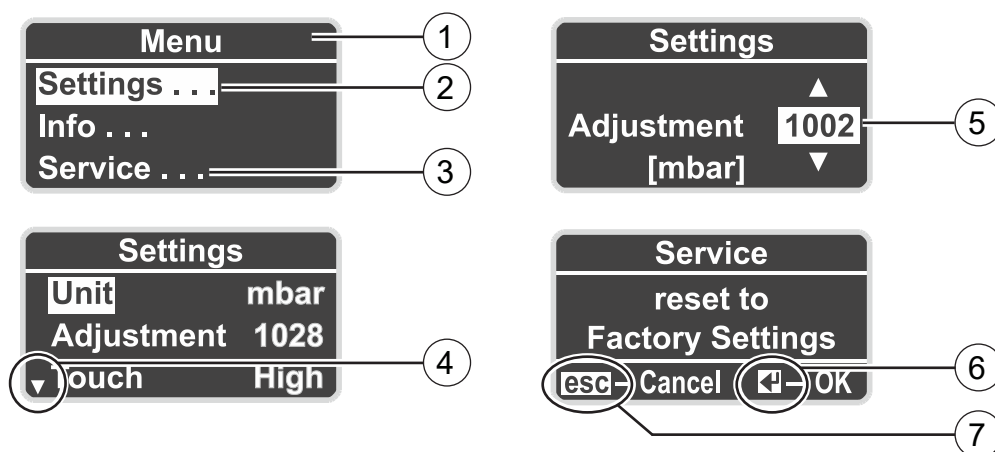 Menu
Settings . . .
Info . . .
Service . . .
1
2
3
Settings
▲
Adjustment 1002
[mbar] ▼
5
Settings
Unit mbar
Adjustment 1028
▼ Touch High
4
Service
reset to
Factory Settings
esc – Cancel ↵ – OK
6
7